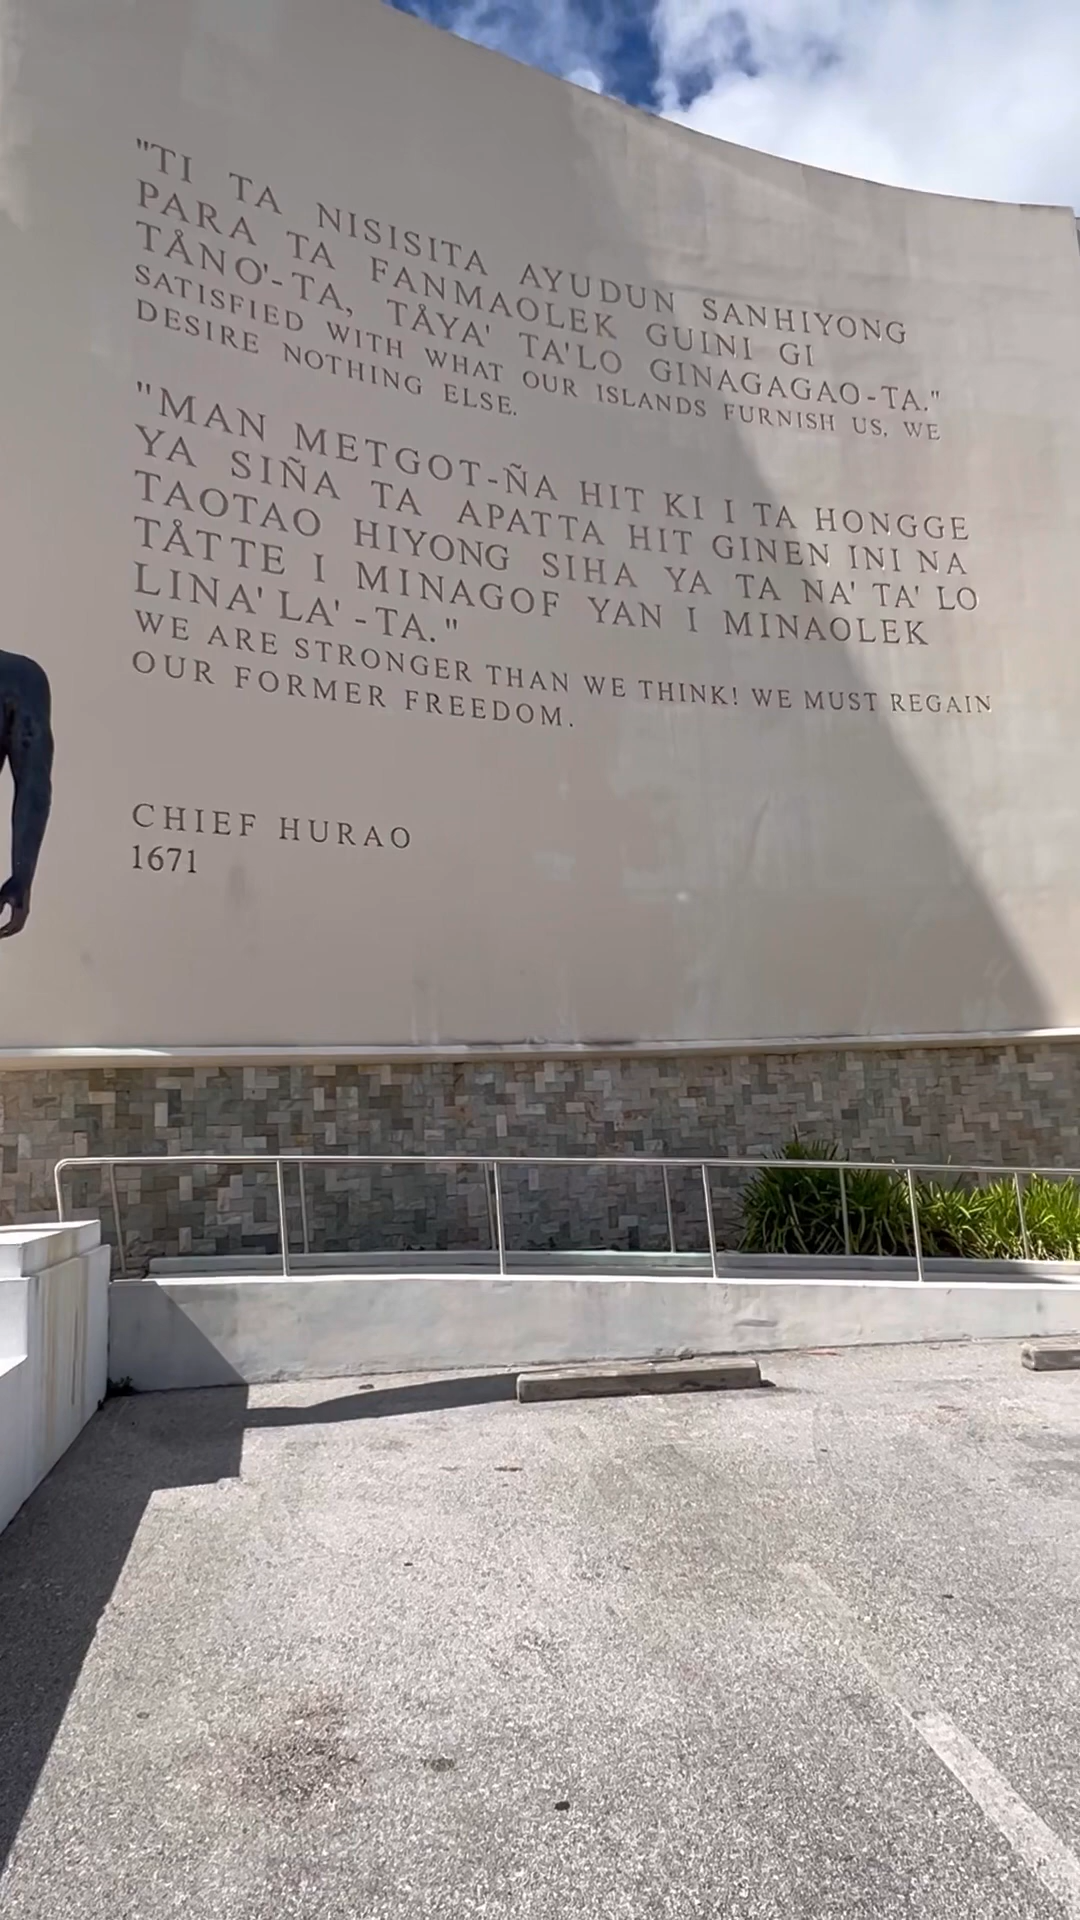 "TI TA NISISITA AYUDUN SANHIYONG
PARA TA FANMAOLEK GUINI GI
TÅNO'-TA, TÅYA' TA'LO GINAGAGAO-TA."
SATISFIED WITH WHAT OUR ISLANDS FURNISH US, WE
DESIRE NOTHING ELSE.
"MAN METGOT-ÑA HIT KI I TA HONGGE
YA SIÑA TA APATTA HIT GINEN INI NA
TAOTAO HIYONG SIHA YA TA NA' TA' LO
TÅTTE I MINAGOF YAN I MINAOLEK
LINA' LA' -TA."
WE ARE STRONGER THAN WE THINK! WE MUST REGAIN
OUR FORMER FREEDOM.
CHIEF HURAO
1671